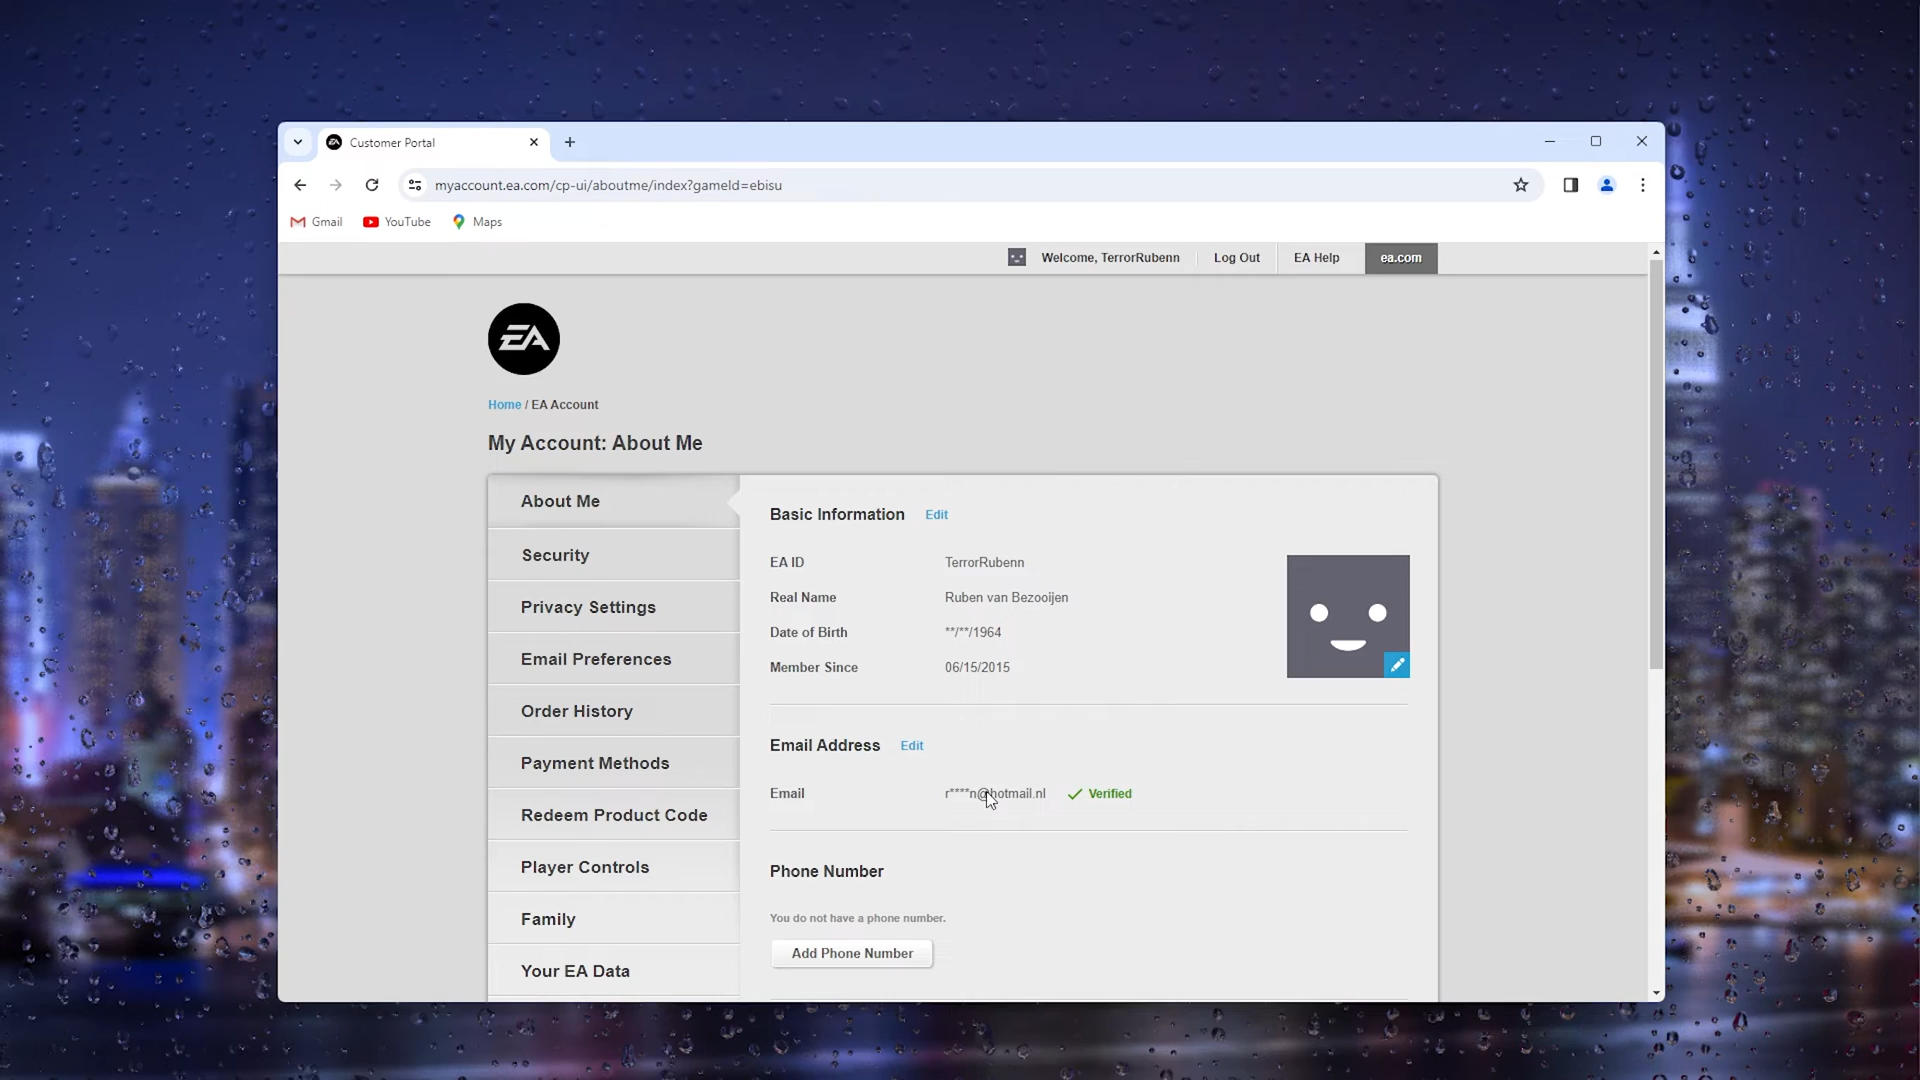 Customer Portal
myaccount.ea.com/cp-ui/aboutme/index?gameId=ebisu
Gmail YouTube Maps
Welcome, TerrorRubenn Log Out EA Help ea.com
EA
Home / EA Account
My Account: About Me
About Me
Security
Privacy Settings
Email Preferences
Order History
Payment Methods
Redeem Product Code
Player Controls
Family
Your EA Data
Basic Information Edit
EA ID TerrorRubenn
Real Name Ruben van Bezooijen
Date of Birth **/**/1964
Member Since 06/15/2015
Email Address Edit
Email r****n@hotmail.nl Verified
Phone Number
You do not have a phone number.
Add Phone Number